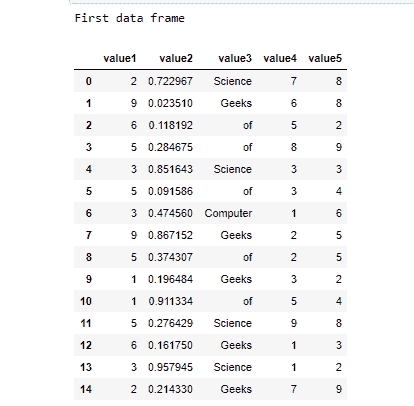 First data frame
value1 value2 value3 value4 value5
0 2 0.722967 Science 7 8
1 9 0.023510 Geeks 6 8
2 6 0.118192 of 5 2
3 5 0.284675 of 8 9
4 3 0.851643 Science 3 3
5 5 0.091586 of 3 4
6 3 0.474560 Computer 1 6
7 9 0.867152 Geeks 2 5
8 5 0.374307 of 2 5
9 1 0.196484 Geeks 3 2
10 1 0.911334 of 5 4
11 5 0.276429 Science 9 8
12 6 0.161750 Geeks 1 3
13 3 0.957945 Science 1 2
14 2 0.214330 Geeks 7 9